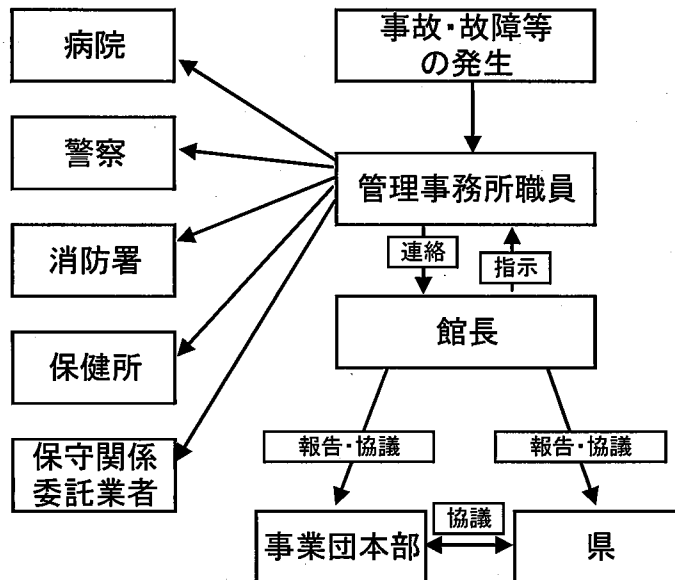 病院
事故・故障等
の発生
警察
管理事務所職員
消防署
連絡
指示
館長
保健所
保守関係
委託業者
報告・協議
報告・協議
事業団本部
協議
県